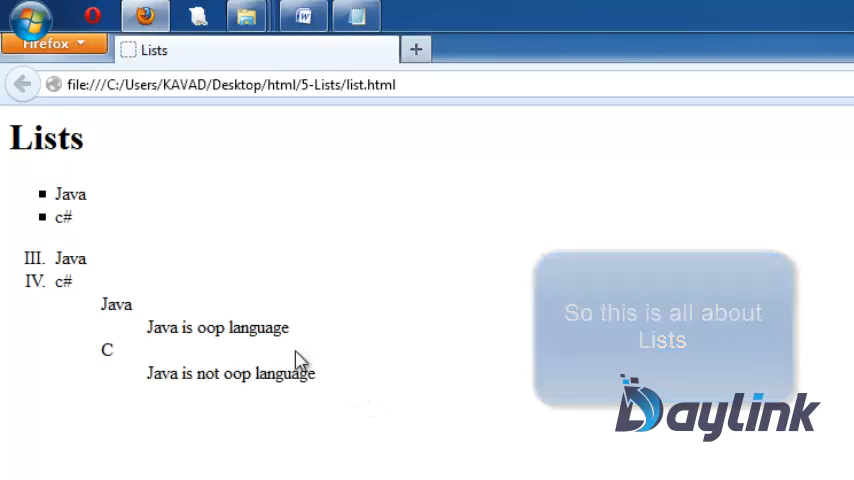 Firefox
Lists
+
file:///C:/Users/KAVAD/Desktop/html/5-Lists/list.html
Lists
Java
c#
III. Java
IV. c#
Java
Java is oop language
C
Java is not oop language
So this is all about
Lists
Daylink